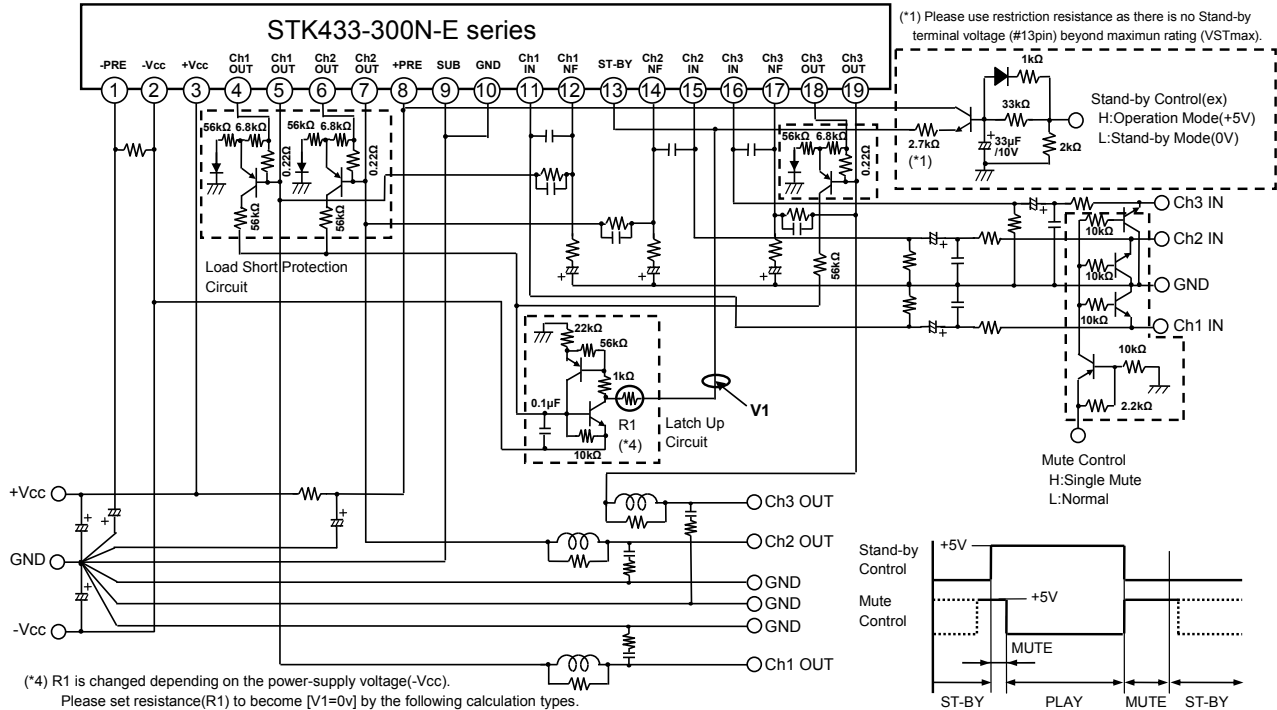 STK433-300N-E series
-PRE
-Vcc
+Vcc
Ch1 OUT
Ch1 OUT
Ch2 OUT
Ch2 OUT
+PRE
SUB
GND
Ch1 IN
Ch1 NF
ST-BY
Ch2 NF
Ch2 IN
Ch3 IN
Ch3 NF
Ch3 OUT
Ch3 OUT
1
2
3
4
5
6
7
8
9
10
11
12
13
14
15
16
17
18
19
(*1) Please use restriction resistance as there is no Stand-by
terminal voltage (#13pin) beyond maximun rating (VSTmax).
1kΩ
33kΩ
2.7kΩ
(*1)
33µF
/10V
2kΩ
Stand-by Control(ex)
H:Operation Mode(+5V)
L:Stand-by Mode(0V)
56kΩ
6.8kΩ
0.22Ω
56kΩ
56kΩ
6.8kΩ
0.22Ω
56kΩ
Load Short Protection
Circuit
56kΩ
6.8kΩ
0.22Ω
56kΩ
Ch3 IN
Ch2 IN
GND
Ch1 IN
10kΩ
10kΩ
10kΩ
10kΩ
2.2kΩ
Mute Control
H:Single Mute
L:Normal
22kΩ
56kΩ
1kΩ
0.1µF
10kΩ
R1
(*4)
Latch Up
Circuit
V1
+Vcc
GND
-Vcc
Ch3 OUT
Ch2 OUT
GND
GND
GND
Ch1 OUT
Stand-by
Control
+5V
Mute
Control
+5V
MUTE
ST-BY
PLAY
MUTE
ST-BY
(*4) R1 is changed depending on the power-supply voltage(-Vcc).
Please set resistance(R1) to become [V1=0v] by the following calculation types.